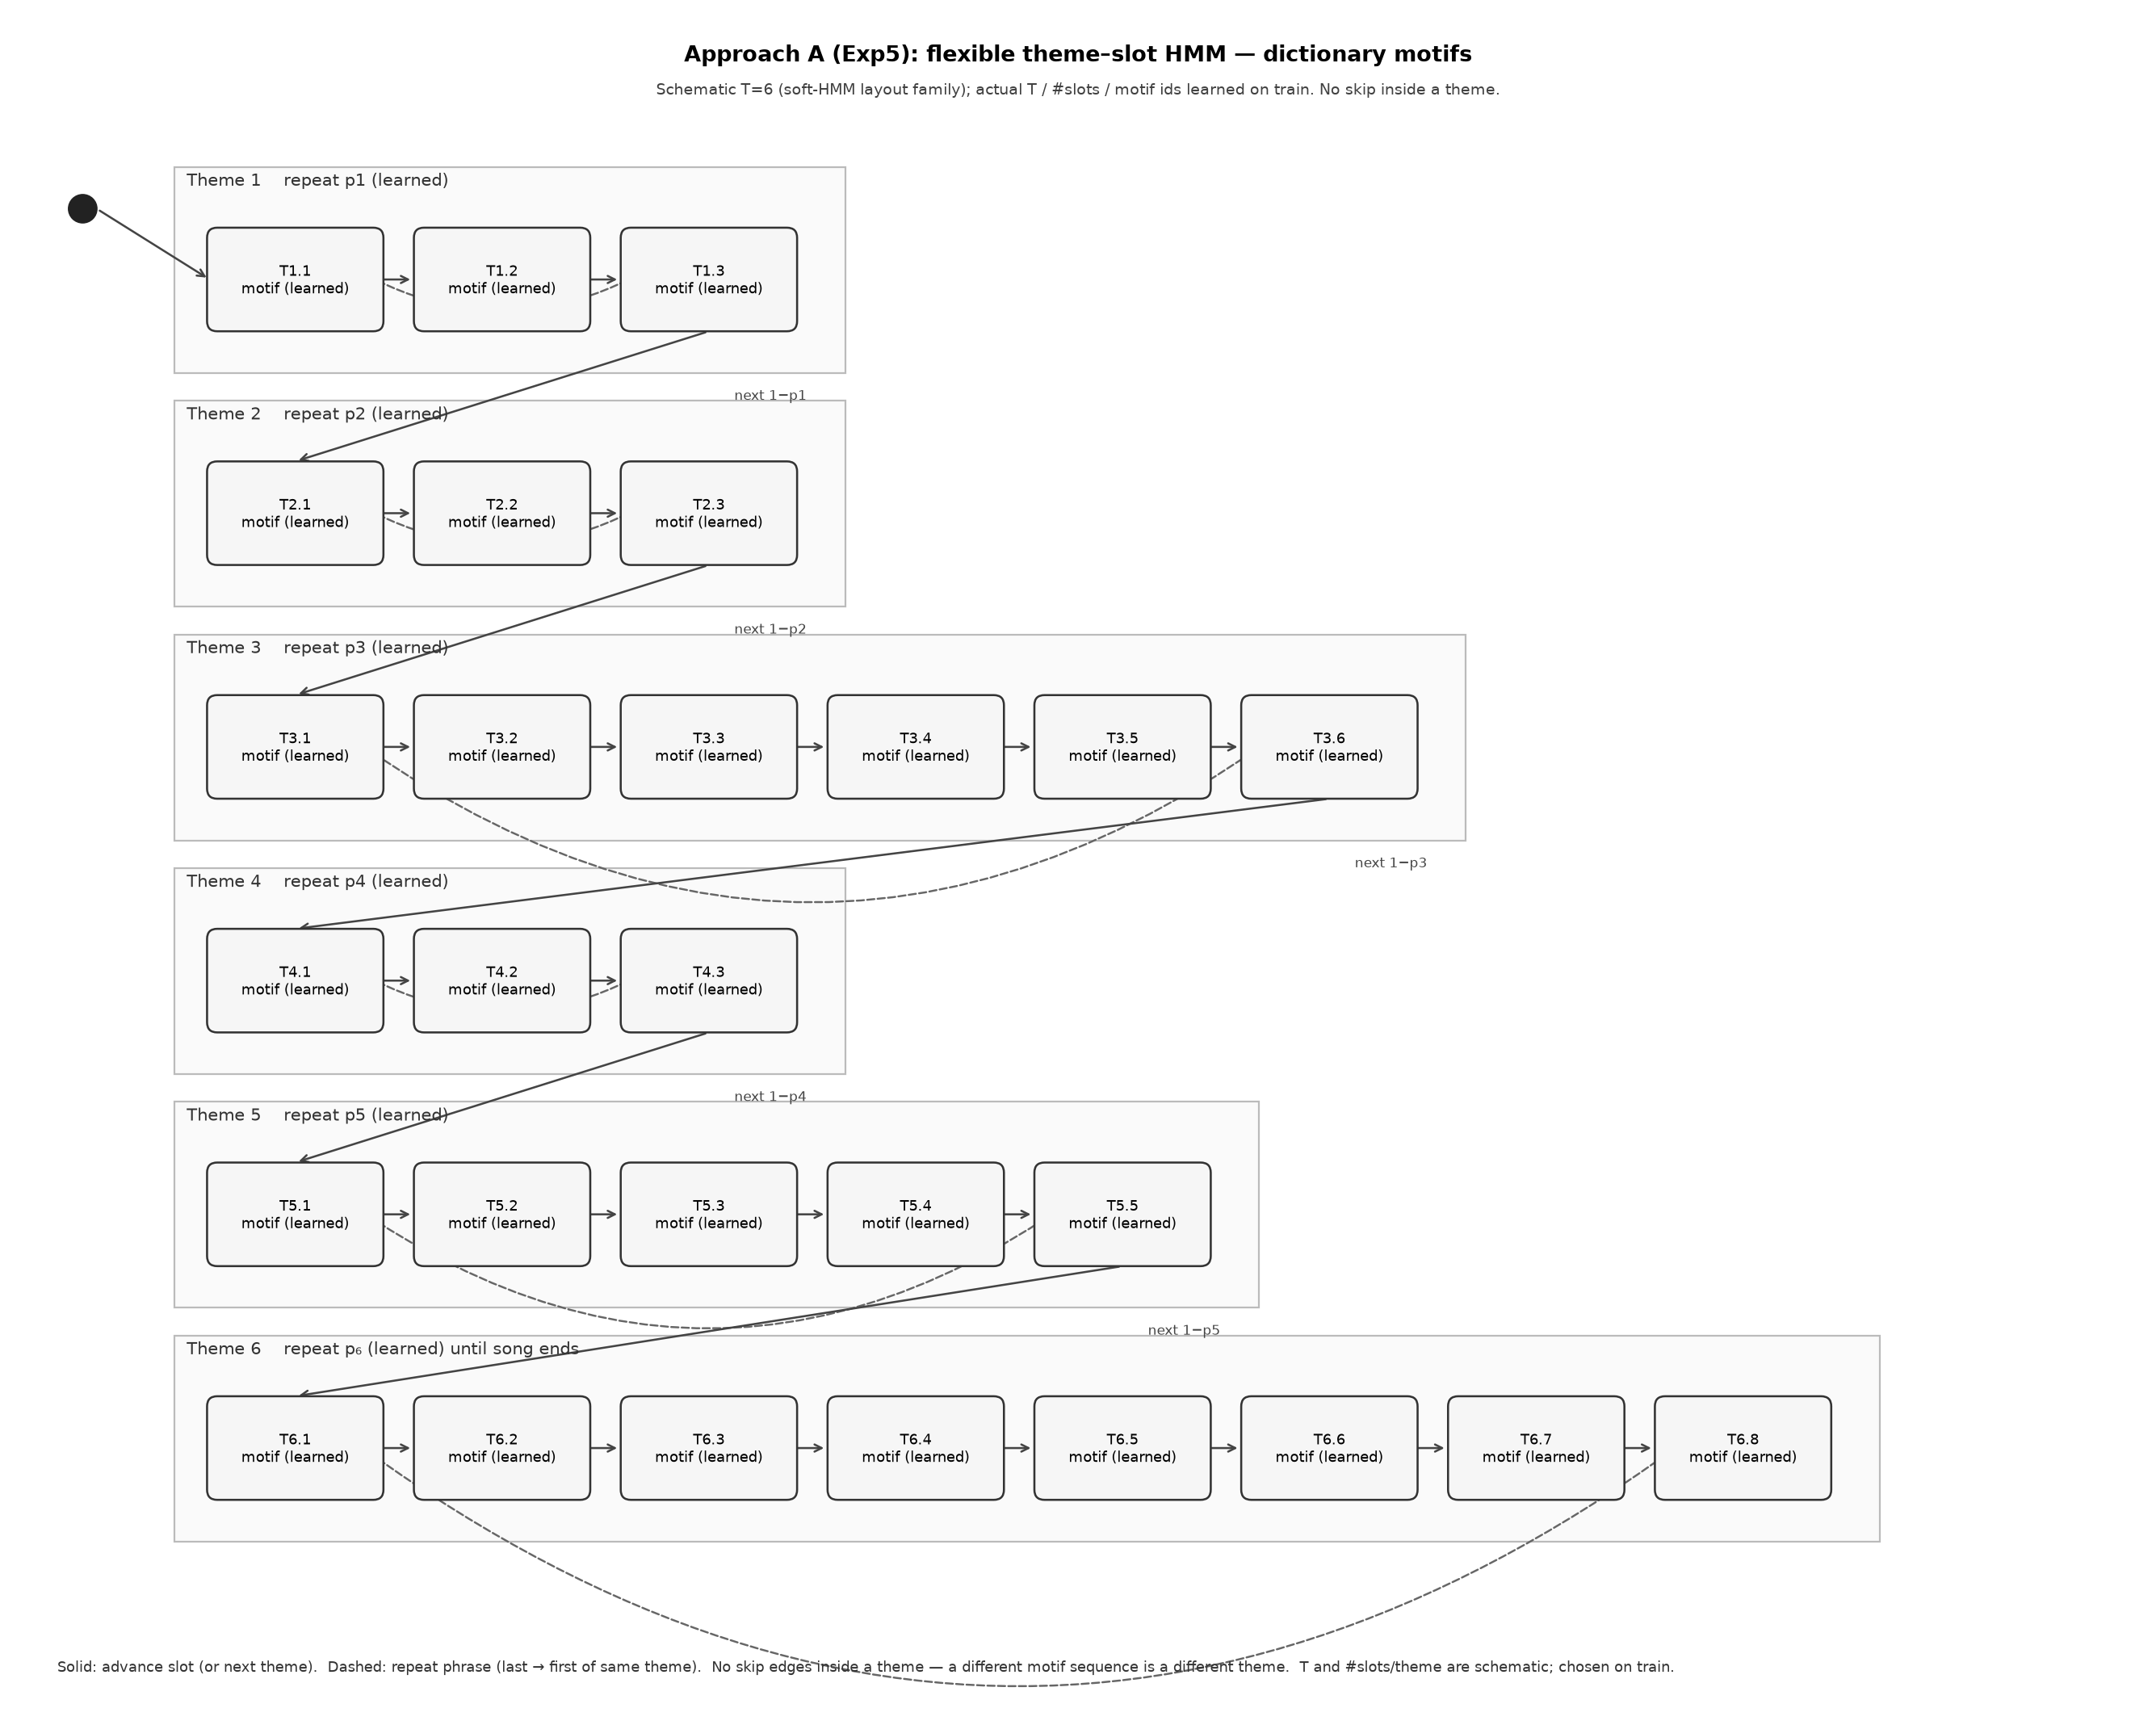 Approach A (Exp5): flexible theme–slot HMM — dictionary motifs
Schematic T=6 (soft-HMM layout family); actual T / #slots / motif ids learned on train. No skip inside a theme.
Theme 1    repeat p1 (learned)
T1.1
motif (learned)
T1.2
motif (learned)
T1.3
motif (learned)
next 1−p1
Theme 2    repeat p2 (learned)
T2.1
motif (learned)
T2.2
motif (learned)
T2.3
motif (learned)
next 1−p2
Theme 3    repeat p3 (learned)
T3.1
motif (learned)
T3.2
motif (learned)
T3.3
motif (learned)
T3.4
motif (learned)
T3.5
motif (learned)
T3.6
motif (learned)
next 1−p3
Theme 4    repeat p4 (learned)
T4.1
motif (learned)
T4.2
motif (learned)
T4.3
motif (learned)
next 1−p4
Theme 5    repeat p5 (learned)
T5.1
motif (learned)
T5.2
motif (learned)
T5.3
motif (learned)
T5.4
motif (learned)
T5.5
motif (learned)
next 1−p5
Theme 6    repeat p₆ (learned) until song ends
T6.1
motif (learned)
T6.2
motif (learned)
T6.3
motif (learned)
T6.4
motif (learned)
T6.5
motif (learned)
T6.6
motif (learned)
T6.7
motif (learned)
T6.8
motif (learned)
Solid: advance slot (or next theme).  Dashed: repeat phrase (last → first of same theme).  No skip edges inside a theme — a different motif sequence is a different theme.  T and #slots/theme are schematic; chosen on train.